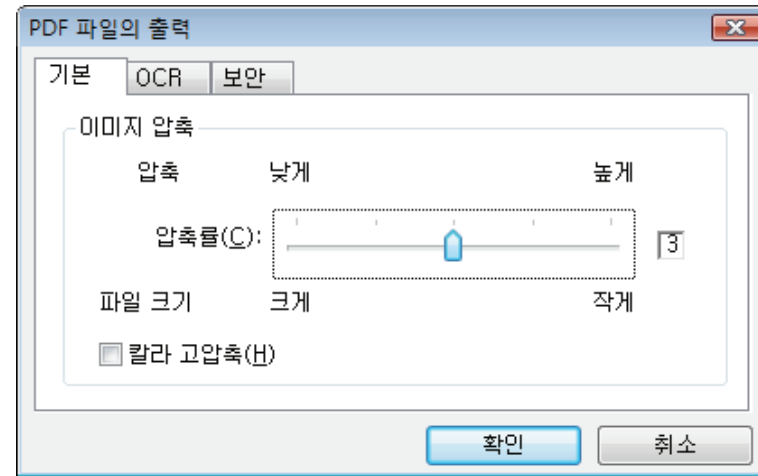 PDF 파일의 출력
기본 OCR 보안
이미지 압축
압축 낮게 높게
압축률(C): 3
파일 크기 크게 작게
칼라 고압축(H)
확인 취소